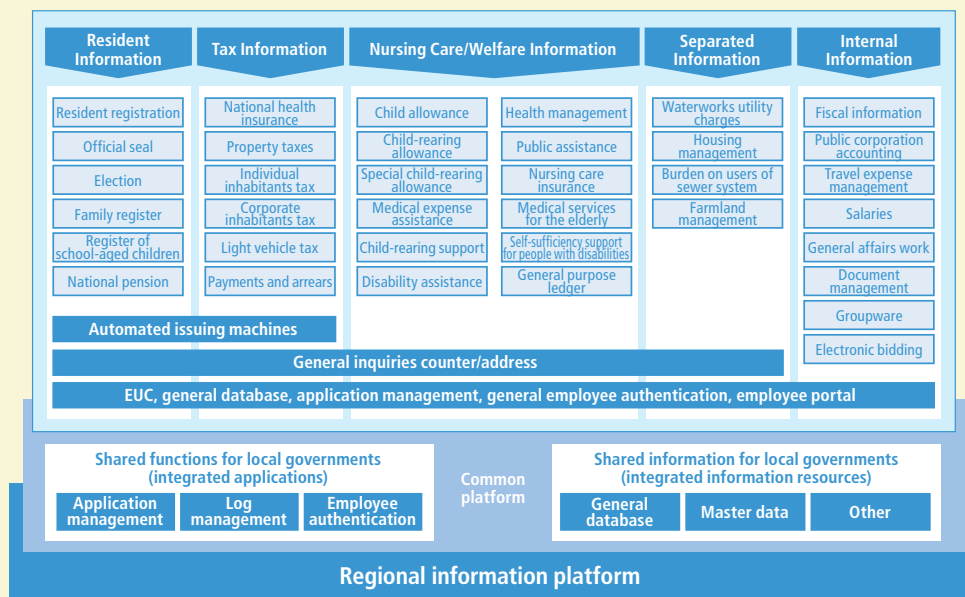 Resident
Information
Tax Information
Nursing Care/Welfare Information
Separated
Information
Internal
Information
Resident registration
Official seal
Election
Family register
Register of
school-aged children
National pension
National health
insurance
Property taxes
Individual
inhabitants tax
Corporate
inhabitants tax
Light vehicle tax
Payments and arrears
Child allowance
Child-rearing
allowance
Special child-rearing
allowance
Medical expense
assistance
Child-rearing support
Disability assistance
Health management
Public assistance
Nursing care
insurance
Medical services
for the elderly
Self-sufficiency support
for people with disabilities
General purpose
ledger
Waterworks utility
charges
Housing
management
Burden on users of
sewer system
Farmland
management
Fiscal information
Public corporation
accounting
Travel expense
management
Salaries
General affairs work
Document
management
Groupware
Electronic bidding
Automated issuing machines
General inquiries counter/address
EUC, general database, application management, general employee authentication, employee portal
Shared functions for local governments
(integrated applications)
Application
management
Log
management
Employee
authentication
Common
platform
Shared information for local governments
(integrated information resources)
General
database
Master data
Other
Regional information platform